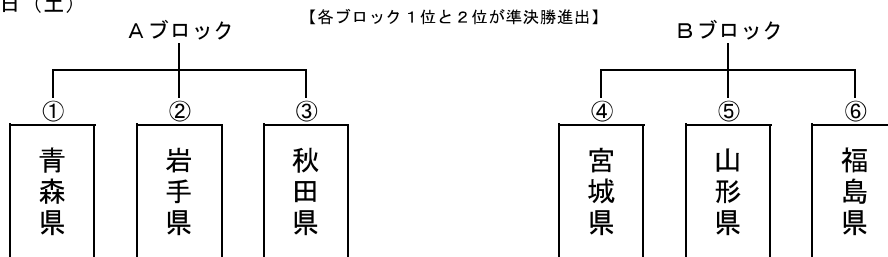 日（土）
【各ブロック１位と２位が準決勝進出】
Ａブロック
Ｂブロック
① ② ③ ④ ⑤ ⑥
青森県
岩手県
秋田県
宮城県
山形県
福島県